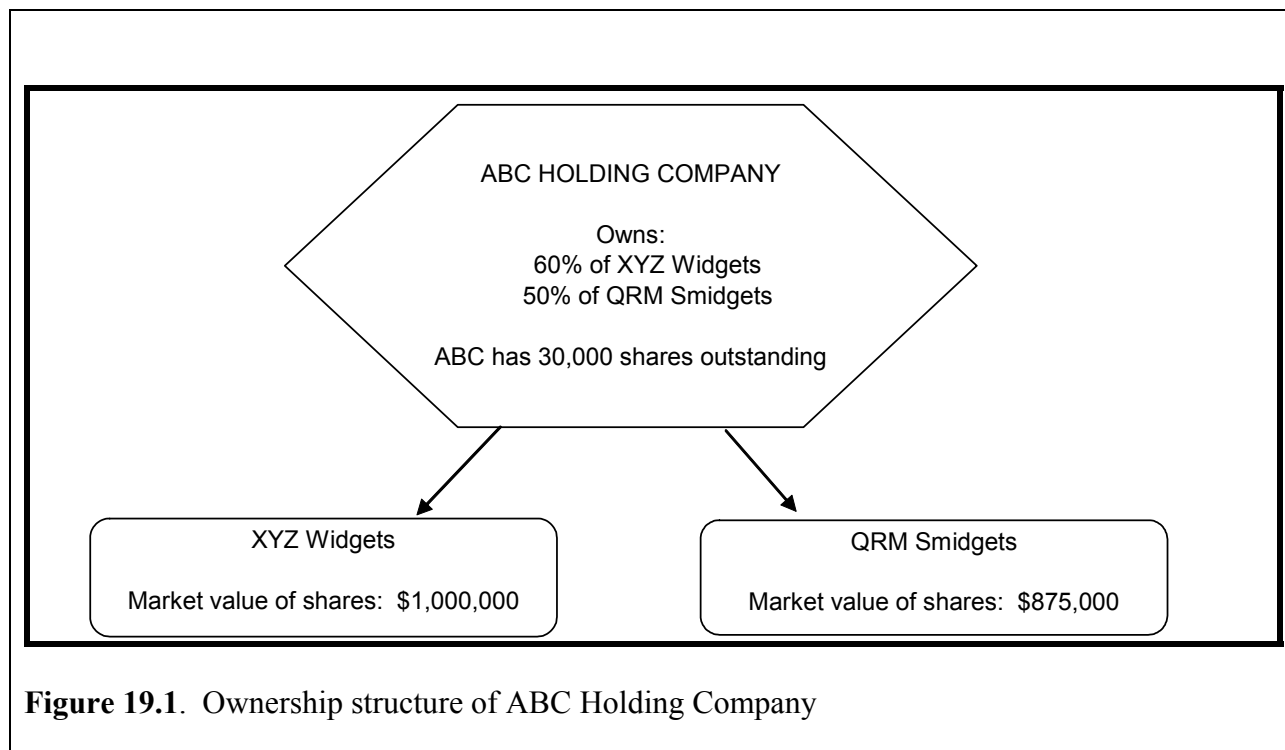 ABC HOLDING COMPANY
Owns:
60% of XYZ Widgets
50% of QRM Smidgets
ABC has 30,000 shares outstanding
XYZ Widgets
Market value of shares: $1,000,000
QRM Smidgets
Market value of shares: $875,000
Figure 19.1. Ownership structure of ABC Holding Company